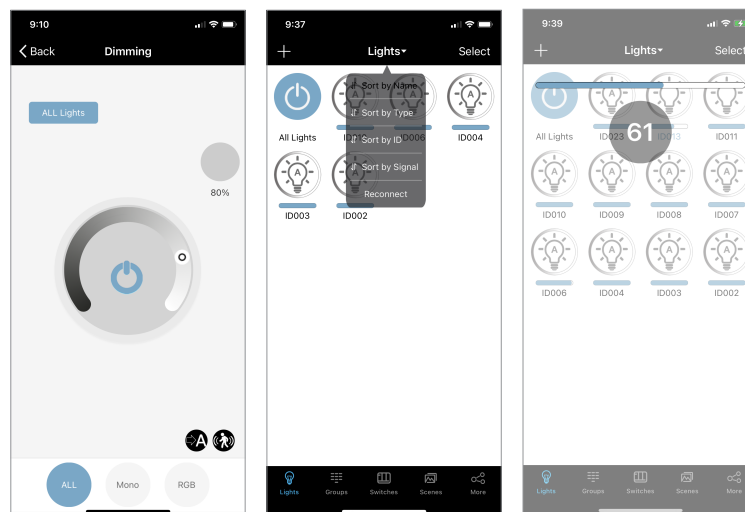 9:10
Back
Dimming
ALL Lights
80%
A
ALL
Mono
RGB
9:37
Lights
Select
Sort by Name
Sort by Type
Sort by ID
Sort by Signal
Reconnect
A
A
A
All Lights
ID006
ID004
A
A
ID003
ID002
Lights
Groups
Switches
Scenes
More
9:39
Lights
Select
A
A
A
61
All Lights
ID023
ID013
ID011
A
A
A
A
ID010
ID009
ID008
ID007
A
A
A
A
ID006
ID004
ID003
ID002
Lights
Groups
Switches
Scenes
More